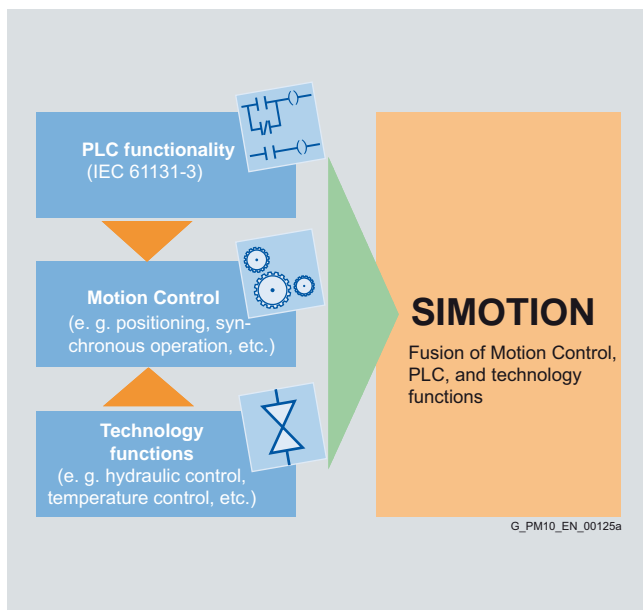 PLC functionality
(IEC 61131-3)
Motion Control
(e. g. positioning, syn-
chronous operation, etc.)
Technology
functions
(e. g. hydraulic control,
temperature control, etc.)
SIMOTION
Fusion of Motion Control,
PLC, and technology
functions
G_PM10_EN_00125a